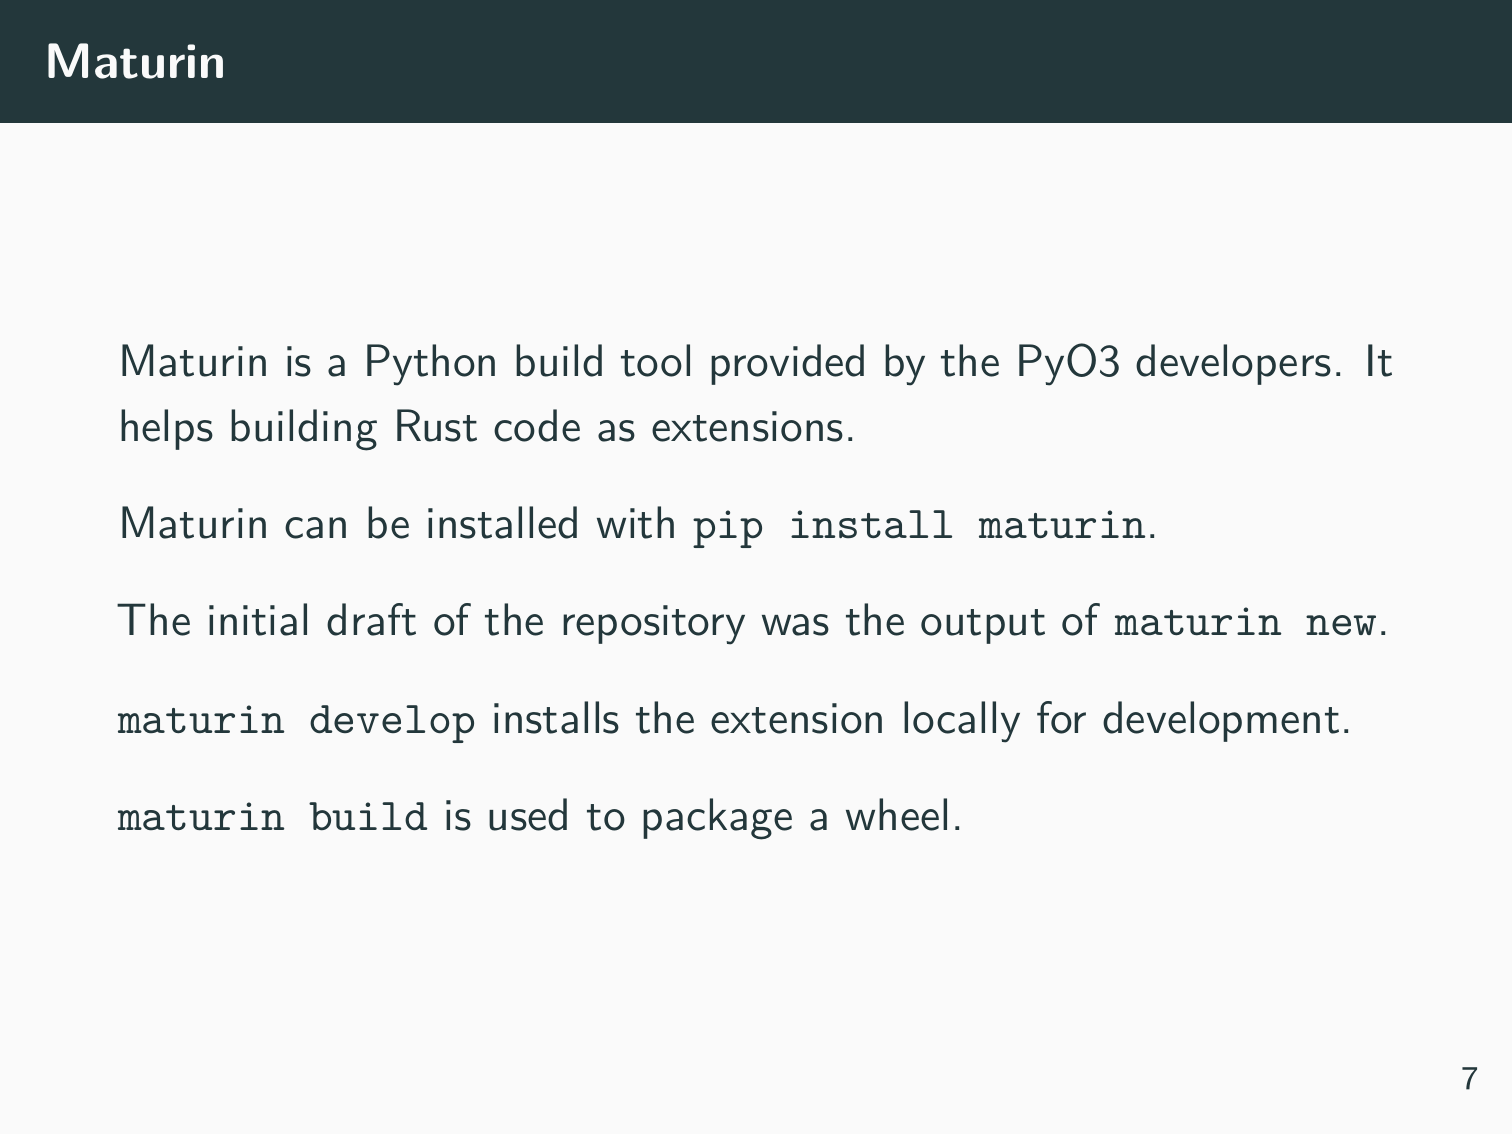 Maturin
Maturin is a Python build tool provided by the PyO3 developers. It
helps building Rust code as extensions.
Maturin can be installed with pip install maturin.
The initial draft of the repository was the output of maturin new.
maturin develop installs the extension locally for development.
maturin build is used to package a wheel.
7